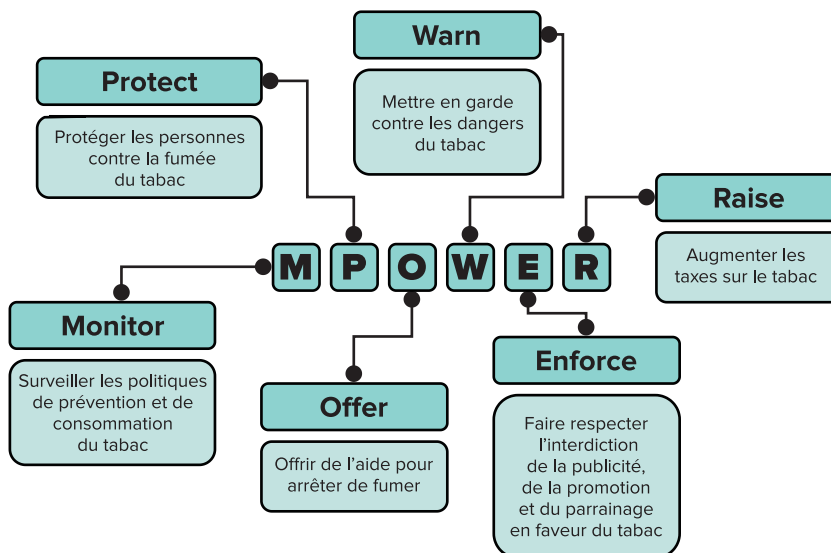 Warn
Mettre en garde
contre les dangers
du tabac
Protect
Protéger les personnes
contre la fumée
du tabac
Raise
Augmenter les
taxes sur le tabac
MPOWER
Monitor
Surveiller les politiques
de prévention et de
consommation
du tabac
Offer
Offrir de l’aide pour
arrêter de fumer
Enforce
Faire respecter
l’interdiction
de la publicité,
de la promotion
et du parrainage
en faveur du tabac